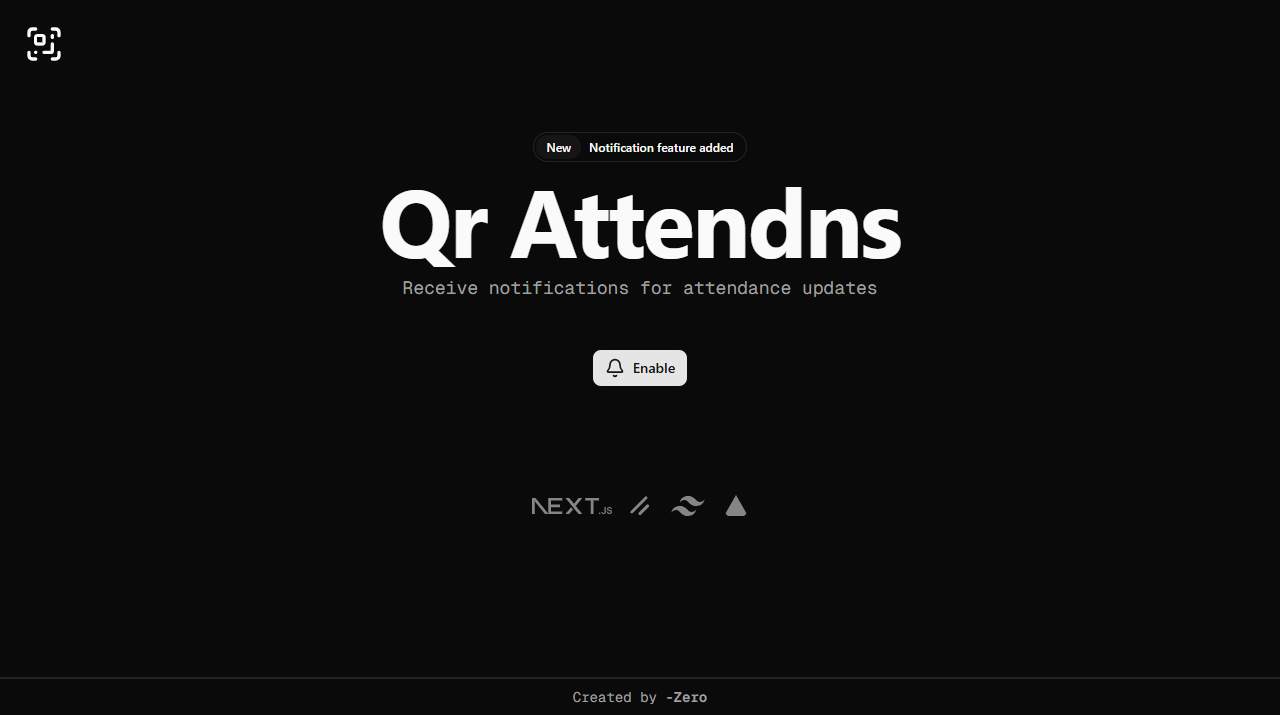 New Notification feature added
Qr Attendns
Receive notifications for attendance updates
Enable
NEXT.JS
Created by -Zero